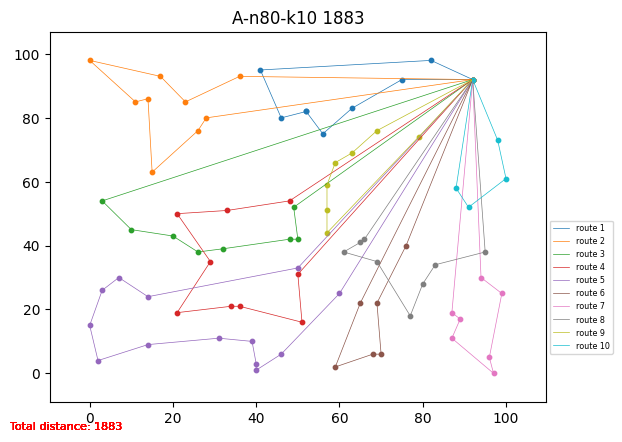 A-n80-k10 1883
100
80
60
40
20
0
0
20
40
60
80
100
route 1
route 2
route 3
route 4
route 5
route 6
route 7
route 8
route 9
route 10
Total distance: 1883